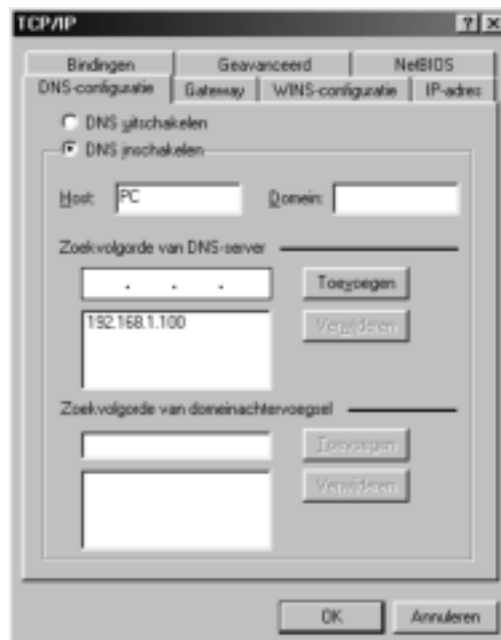 TCP/IP
Bindingen Geavanceerd NetBIOS
DNS-configuratie Gateway WINS-configuratie IP-adres
DNS uitschakelen
DNS inschakelen
Host: PC Domein:
Zoekvolgorde van DNS-server
. . . Toevoegen
192.168.1.100 Verwijderen
Zoekvolgorde van domeinachtervoegsel
Toevoegen
Verwijderen
OK Annuleren